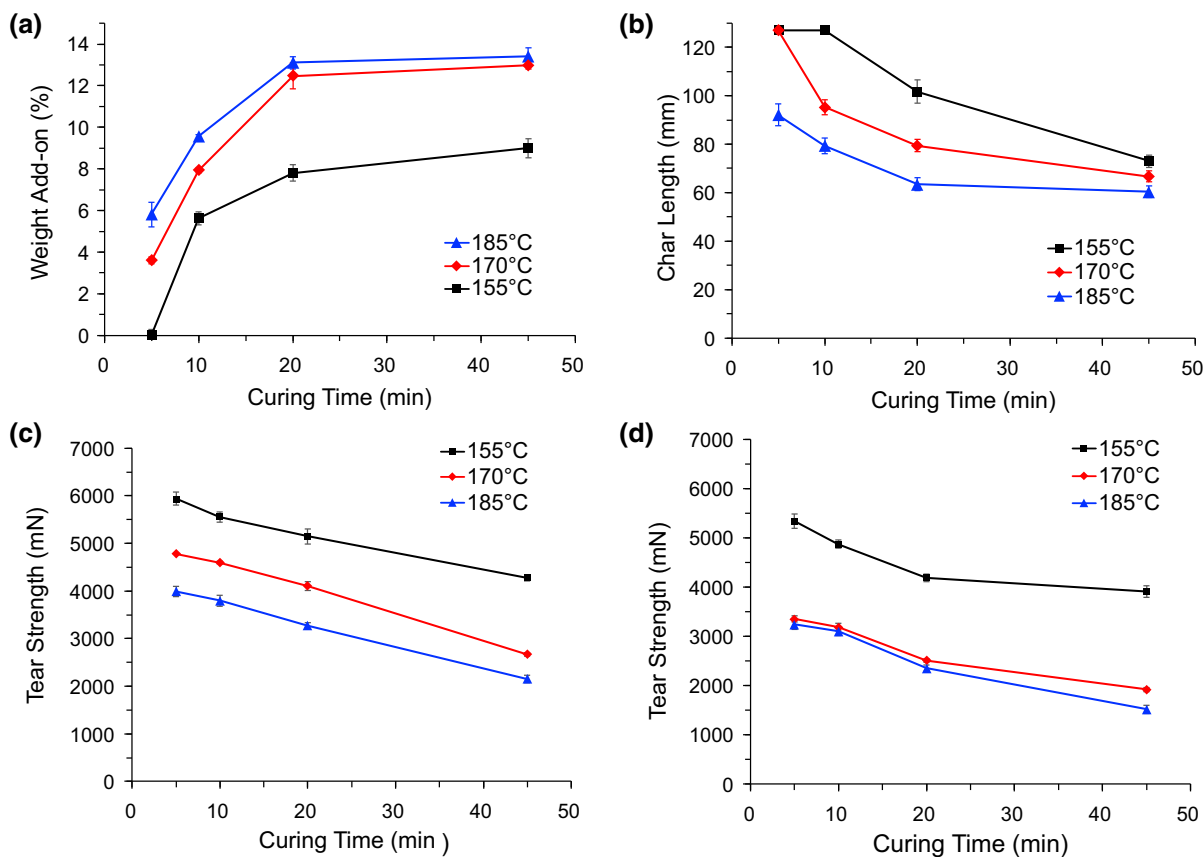 (a)
Weight Add-on (%)
14
12
10
8
6
4
2
0
0 10 20 30 40 50
Curing Time (min)
185°C
170°C
155°C
(b)
Char Length (mm)
120
100
80
60
40
20
0
0 10 20 30 40 50
Curing Time (min)
155°C
170°C
185°C
(c)
Tear Strength (mN)
7000
6000
5000
4000
3000
2000
1000
0
0 10 20 30 40 50
Curing Time (min )
155°C
170°C
185°C
(d)
Tear Strength (mN)
7000
6000
5000
4000
3000
2000
1000
0
0 10 20 30 40 50
Curing Time (min)
155°C
170°C
185°C